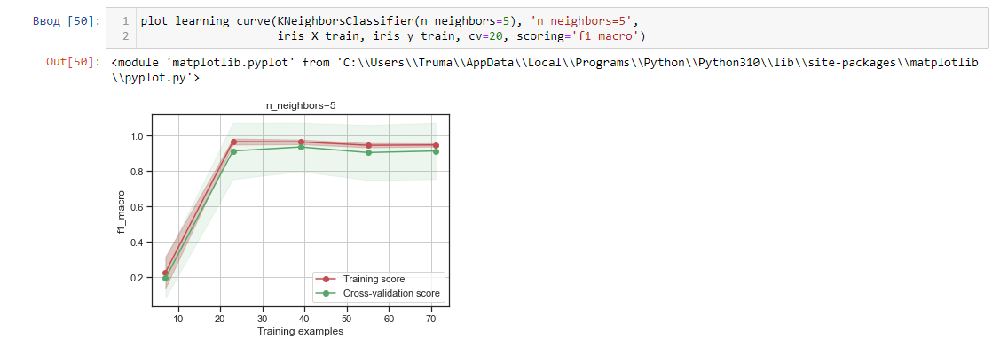 Ввод [50]:
1 plot_learning_curve(KNeighborsClassifier(n_neighbors=5), 'n_neighbors=5',
2 iris_X_train, iris_y_train, cv=20, scoring='f1_macro')
Out[50]: <module 'matplotlib.pyplot' from 'C:\\Users\\Truma\\AppData\\Local\\Programs\\Python\\Python310\\lib\\site-packages\\matplotlib
\\pyplot.py'>
n_neighbors=5
1.0
0.8
0.6
0.4
0.2
f1_macro
Training score
Cross-validation score
10 20 30 40 50 60 70
Training examples